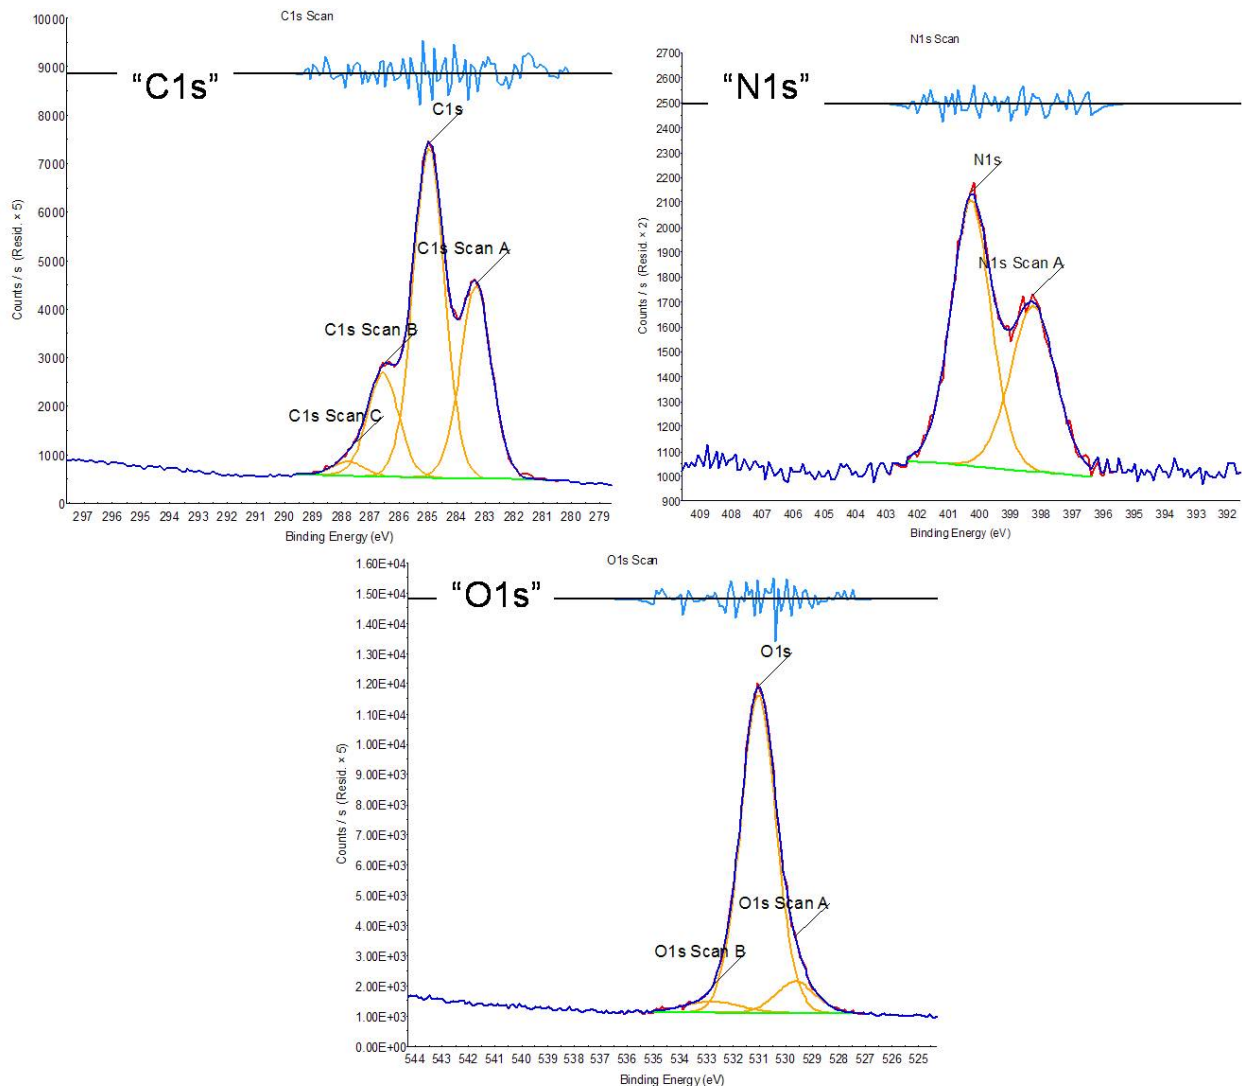 C1s Scan
10000
9000
8000
7000
6000
5000
4000
3000
2000
1000
0
Counts / s (Resid. × 5)
"C1s"
C1s
C1s Scan A
C1s Scan B
C1s Scan C
297 296 295 294 293 292 291 290 289 288 287 286 285 284 283 282 281 280 279
Binding Energy (eV)
N1s Scan
2700
2600
2500
2400
2300
2200
2100
2000
1900
1800
1700
1600
1500
1400
1300
1200
1100
1000
900
Counts / s (Resid. × 2)
"N1s"
N1s
N1s Scan A
409 408 407 406 405 404 403 402 401 400 399 398 397 396 395 394 393 392
Binding Energy (eV)
O1s Scan
1.60E+04
1.50E+04
1.40E+04
1.30E+04
1.20E+04
1.10E+04
1.00E+04
9.00E+03
8.00E+03
7.00E+03
6.00E+03
5.00E+03
4.00E+03
3.00E+03
2.00E+03
1.00E+03
0.00E+00
Counts / s (Resid. × 5)
"O1s"
O1s
O1s Scan A
O1s Scan B
544 543 542 541 540 539 538 537 536 535 534 533 532 531 530 529 528 527 526 525
Binding Energy (eV)